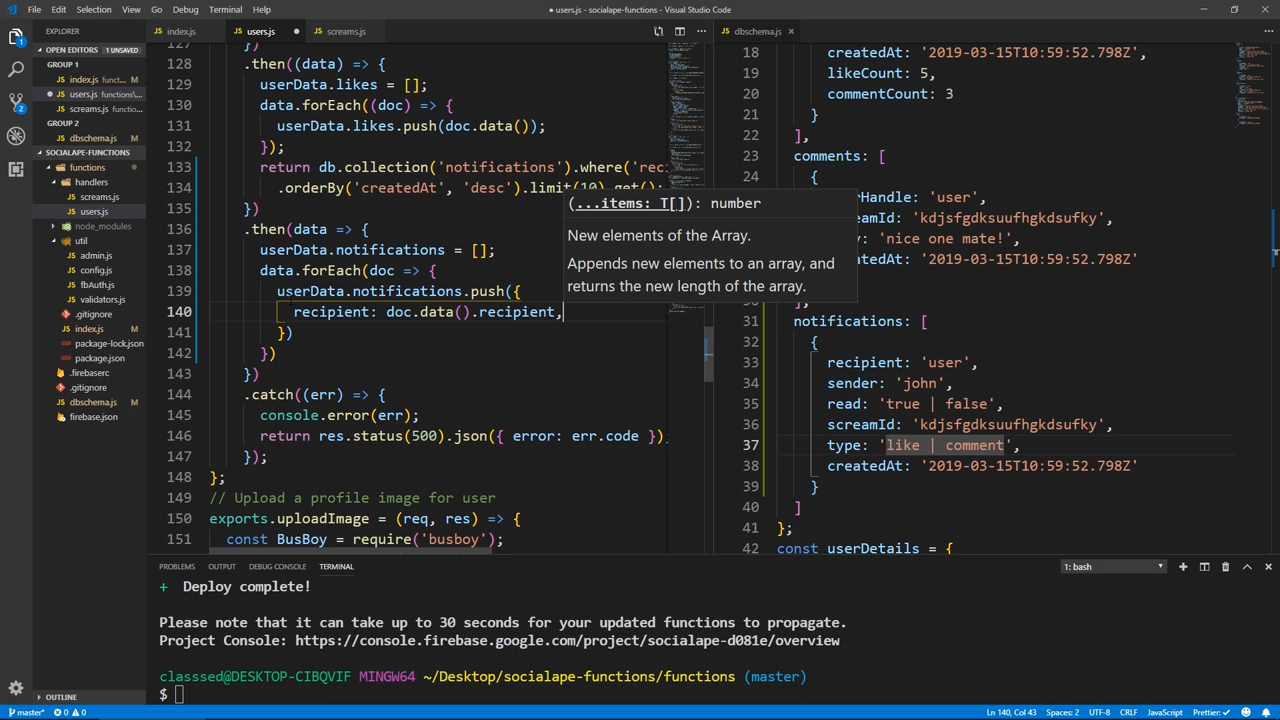 File Edit Selection View Go Debug Terminal Help
● users.js - socialape-functions - Visual Studio Code
EXPLORER
OPEN EDITORS 1 UNSAVED
GROUP 1
index.js func... M
users.js functions\...
screams.js functio...
GROUP 2
dbschema.js M
SOCIALAPE-FUNCTIONS
functions
handlers
screams.js
users.js
node_modules
util
admin.js
config.js
fbAuth.js
validators.js
.gitignore
index.js M
package-lock.json
package.json
.firebaserc
.gitignore
dbschema.js M
firebase.json
OUTLINE
index.js users.js screams.js
127 })
128 .then((data) => {
129 userData.likes = [];
130 data.forEach((doc) => {
131 userData.likes.push(doc.data());
132 });
133 return db.collection('notifications').where('reci
134 .orderBy('createdAt', 'desc').limit(10).get();
135 })
136 .then(data => {
137 userData.notifications = [];
138 data.forEach(doc => {
139 userData.notifications.push({
140 recipient: doc.data().recipient,
141 })
142 })
143 })
144 .catch((err) => {
145 console.error(err);
146 return res.status(500).json({ error: err.code })
147 });
148 };
149 // Upload a profile image for user
150 exports.uploadImage = (req, res) => {
151 const BusBoy = require('busboy');
(...items: T[]): number
New elements of the Array.
Appends new elements to an array, and
returns the new length of the array.
dbschema.js
18 createdAt: '2019-03-15T10:59:52.798Z',
19 likeCount: 5,
20 commentCount: 3
21 }
22 ],
23 comments: [
24 {
erHandle: 'user',
creamId: 'kdjsfgdksuufhgkdsufky',
'nice one mate!',
eatedAt: '2019-03-15T10:59:52.798Z'
],
31 notifications: [
32 {
33 recipient: 'user',
34 sender: 'john',
35 read: 'true | false',
36 screamId: 'kdjsfgdksuufhgkdsufky',
37 type: 'like | comment',
38 createdAt: '2019-03-15T10:59:52.798Z'
39 }
40 ]
41 };
42 const userDetails = {
PROBLEMS OUTPUT DEBUG CONSOLE TERMINAL
1: bash
+ Deploy complete!
Please note that it can take up to 30 seconds for your updated functions to propagate.
Project Console: https://console.firebase.google.com/project/socialape-d081e/overview
classsed@DESKTOP-CIBQVIF MINGW64 ~/Desktop/socialape-functions/functions (master)
$
master* 0 0
Ln 140, Col 43 Spaces: 2 UTF-8 CRLF JavaScript Prettier: ✓